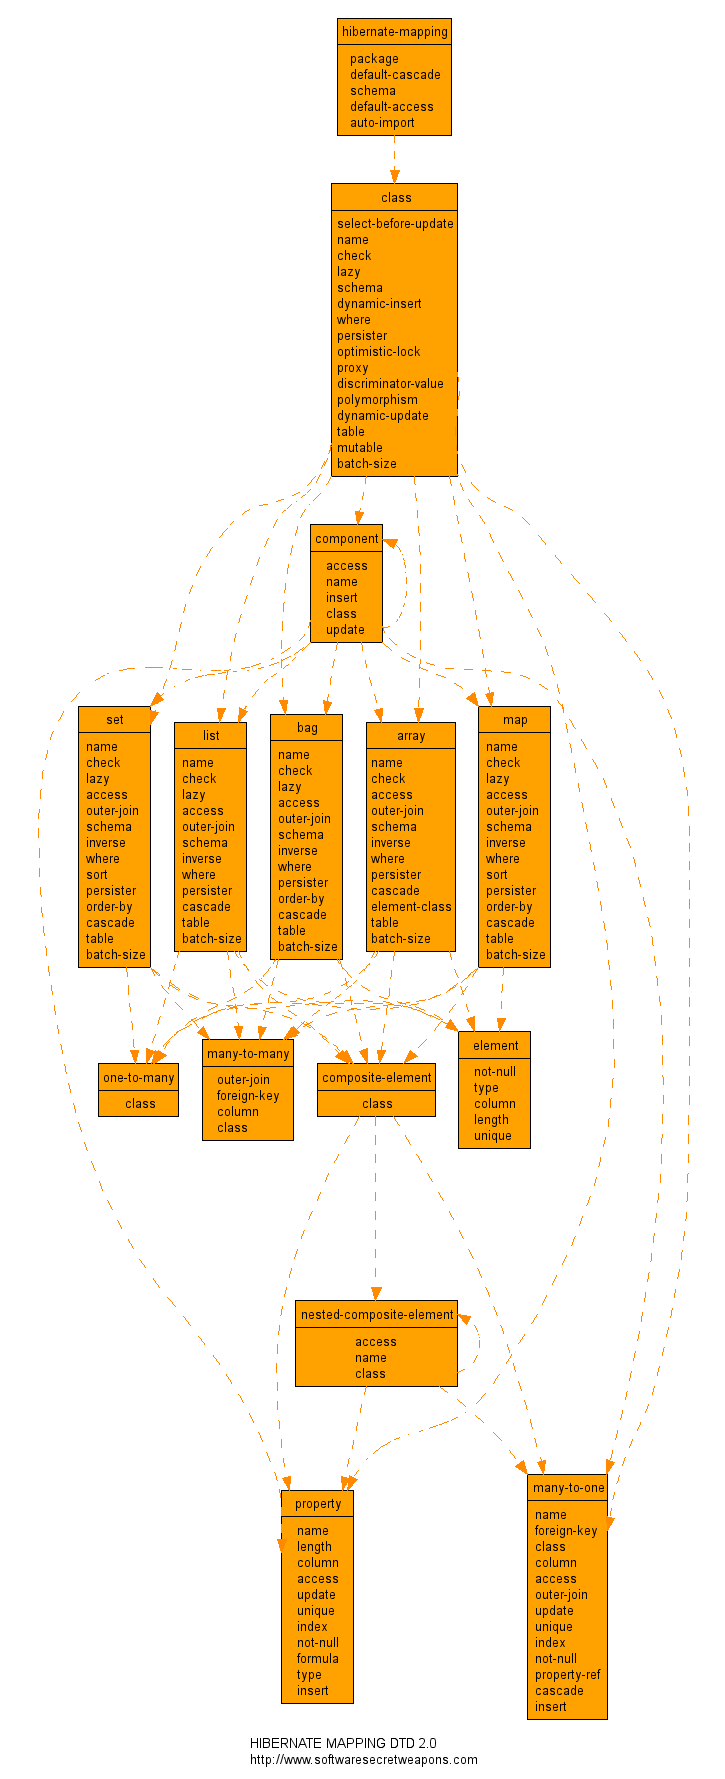 hibernate-mapping
package
default-cascade
schema
default-access
auto-import
class
select-before-update
name
check
lazy
schema
dynamic-insert
where
persister
optimistic-lock
proxy
discriminator-value
polymorphism
dynamic-update
table
mutable
batch-size
component
access
name
insert
class
update
set
name
check
lazy
access
outer-join
schema
inverse
where
sort
persister
order-by
cascade
table
batch-size
list
name
check
lazy
access
outer-join
schema
inverse
where
persister
cascade
table
batch-size
bag
name
check
lazy
access
outer-join
schema
inverse
where
persister
order-by
cascade
table
batch-size
array
name
check
access
outer-join
schema
inverse
where
persister
cascade
element-class
table
batch-size
map
name
check
lazy
access
outer-join
schema
inverse
where
sort
persister
order-by
cascade
table
batch-size
one-to-many
class
many-to-many
outer-join
foreign-key
column
class
composite-element
class
element
not-null
type
column
length
unique
nested-composite-element
access
name
class
property
name
length
column
access
update
unique
index
not-null
formula
type
insert
many-to-one
name
foreign-key
class
column
access
outer-join
update
unique
index
not-null
property-ref
cascade
insert
HIBERNATE MAPPING DTD 2.0
http://www.softwaresecretweapons.com